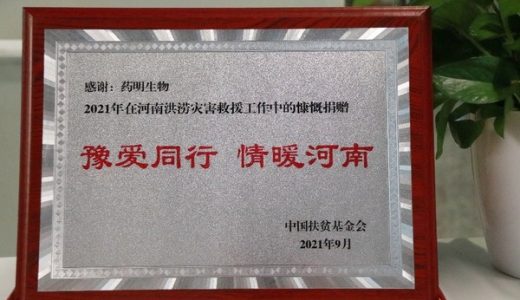 感谢：药明生物
2021年在河南洪涝灾害救援工作中的慷慨捐赠
豫爱同行 情暖河南
中国扶贫基金会
2021年9月